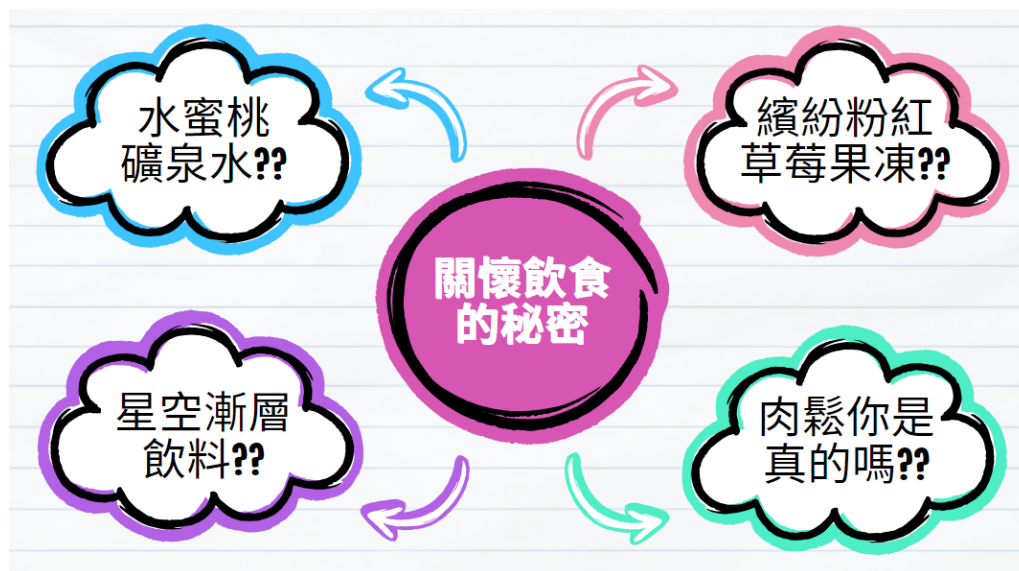 水蜜桃
礦泉水??
繽紛粉紅
草莓果凍??
關懷飲食
的秘密
星空漸層
飲料??
肉鬆你是
真的嗎??